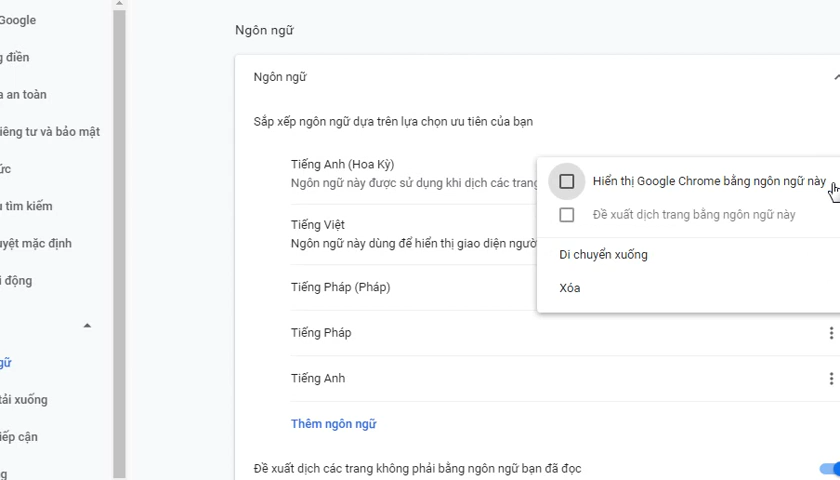 Google
g điền
a an toàn
iêng tư và bảo mật
ức
ụ tìm kiếm
uyệt mặc định
i động
gữ
tải xuống
iếp cận
ng
Ngôn ngữ
Ngôn ngữ
Sắp xếp ngôn ngữ dựa trên lựa chọn ưu tiên của bạn
Tiếng Anh (Hoa Kỳ)
Ngôn ngữ này được sử dụng khi dịch các trang
Tiếng Việt
Ngôn ngữ này dùng để hiển thị giao diện ngườ
Tiếng Pháp (Pháp)
Tiếng Pháp
Tiếng Anh
Thêm ngôn ngữ
Đề xuất dịch các trang không phải bằng ngôn ngữ bạn đã đọc
Hiển thị Google Chrome bằng ngôn ngữ này
Đề xuất dịch trang bằng ngôn ngữ này
Di chuyển xuống
Xóa